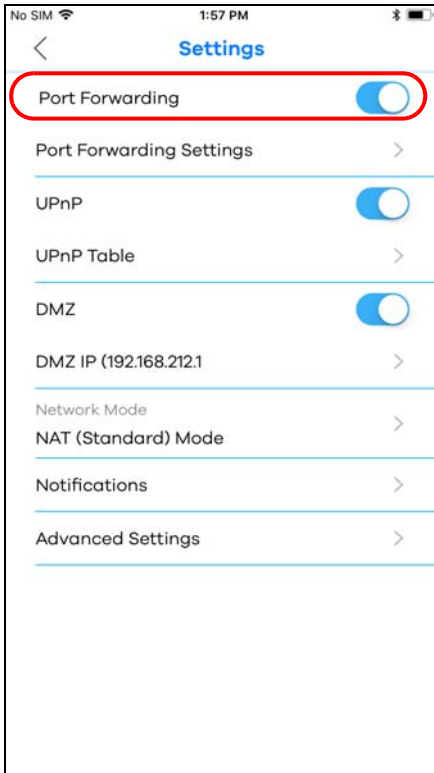 No SIM 1:57 PM
Settings
Port Forwarding
Port Forwarding Settings
UPnP
UPnP Table
DMZ
DMZ IP (192.168.212.1
Network Mode
NAT (Standard) Mode
Notifications
Advanced Settings